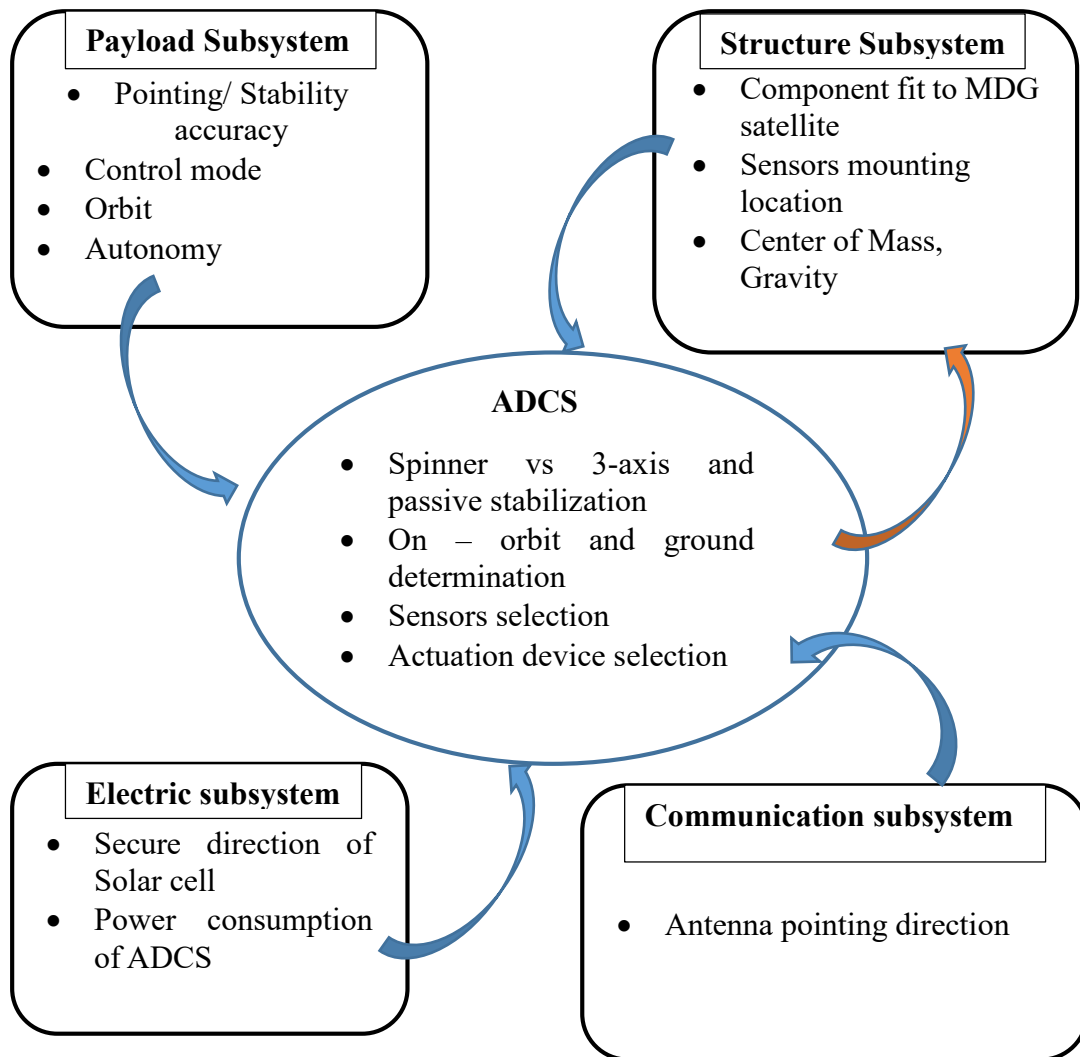 Payload Subsystem
• Pointing/ Stability
accuracy
• Control mode
• Orbit
• Autonomy
Structure Subsystem
• Component fit to MDG
satellite
• Sensors mounting
location
• Center of Mass,
Gravity
ADCS
• Spinner vs 3-axis and
passive stabilization
• On – orbit and ground
determination
• Sensors selection
• Actuation device selection
Electric subsystem
• Secure direction of
Solar cell
• Power consumption
of ADCS
Communication subsystem
• Antenna pointing direction